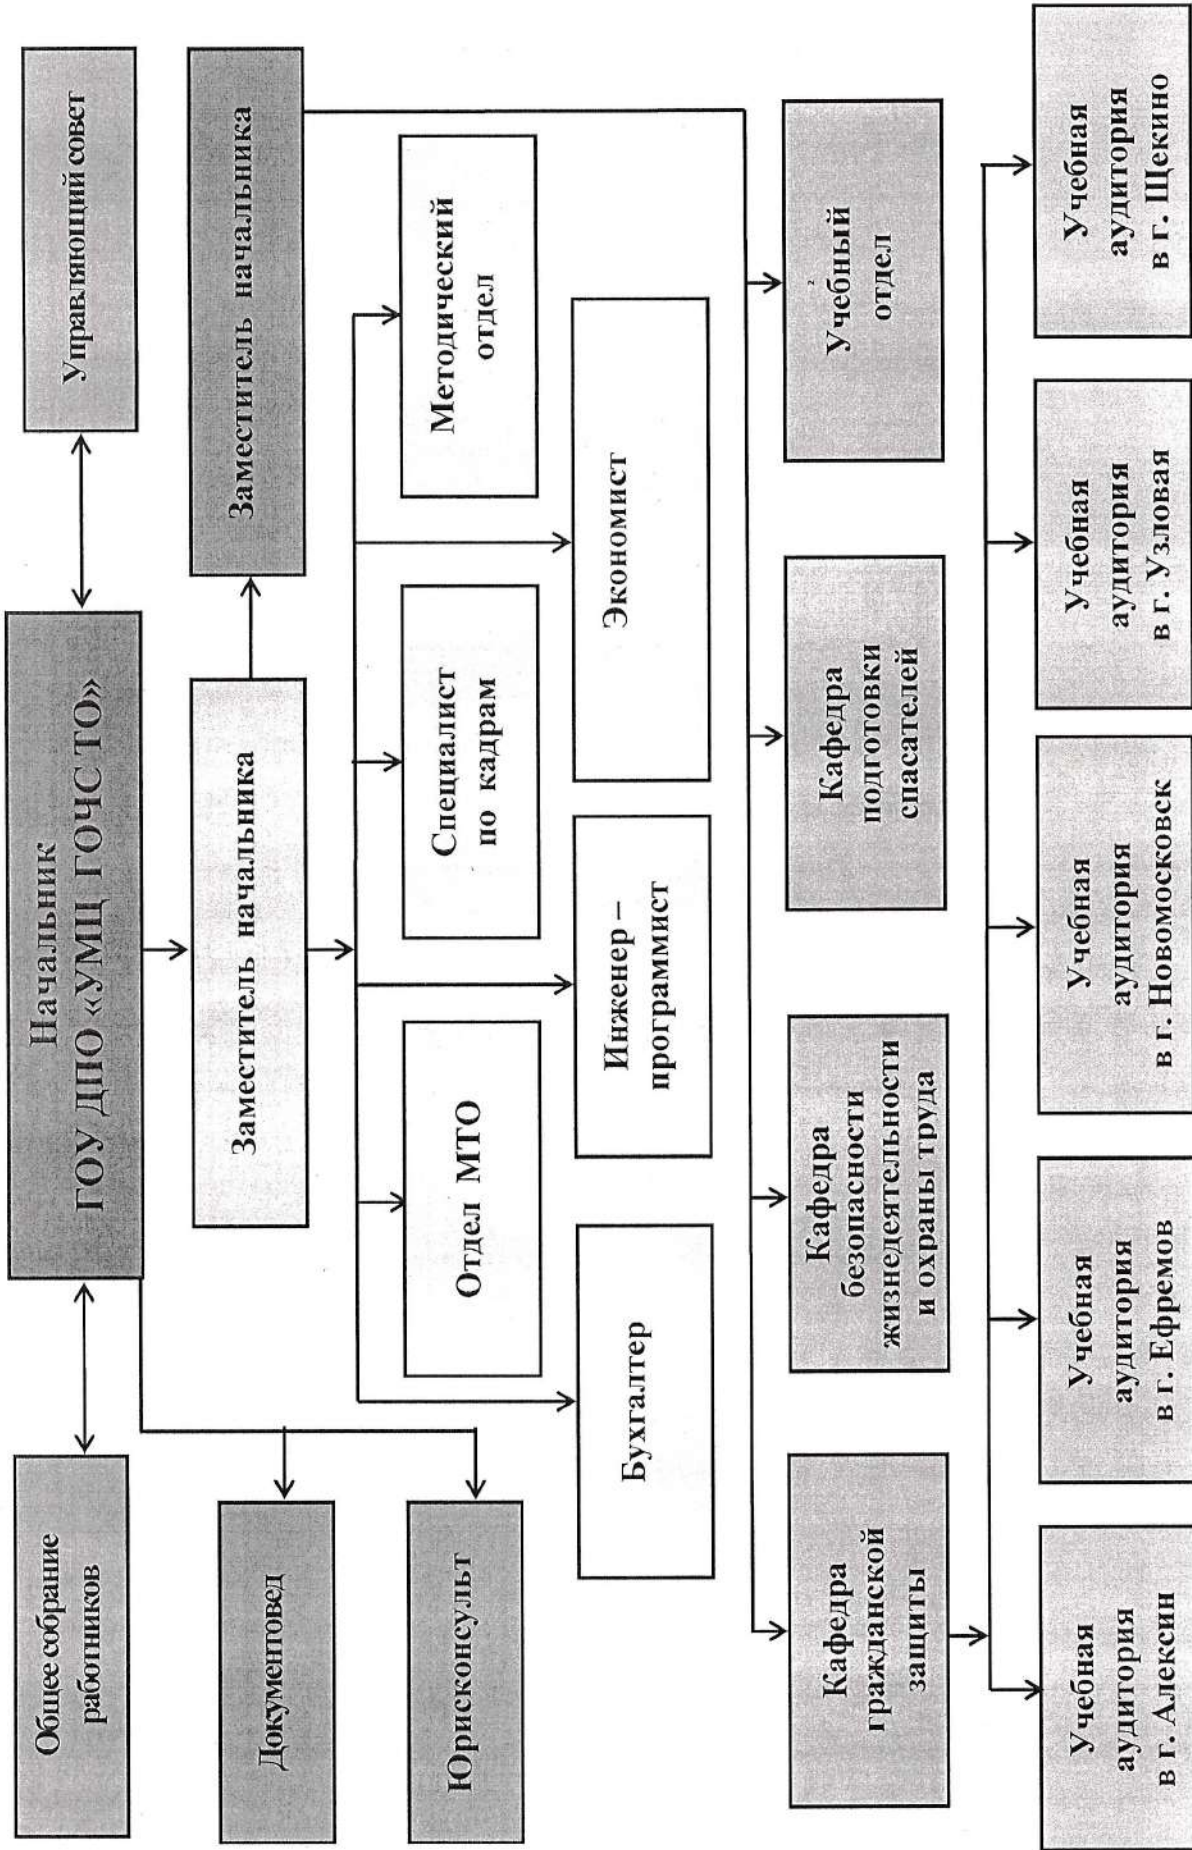 Начальник
ГОУ ДПО «УМЦ ГОЧС ТО»
Общее собрание
работников
Управляющий совет
Документовед
Заместитель начальника
Заместитель начальника
Юрисконсульт
Отдел МТО
Специалист
по кадрам
Методический
отдел
Бухгалтер
Инженер –
программист
Экономист
Кафедра
гражданской
защиты
Кафедра
безопасности
жизнедеятельности
и охраны труда
Кафедра
подготовки
спасателей
Учебный
отдел
Учебная
аудитория
в г. Алексин
Учебная
аудитория
в г. Ефремов
Учебная
аудитория
в г. Новомосковск
Учебная
аудитория
в г. Узловая
Учебная
аудитория
в г. Щекино